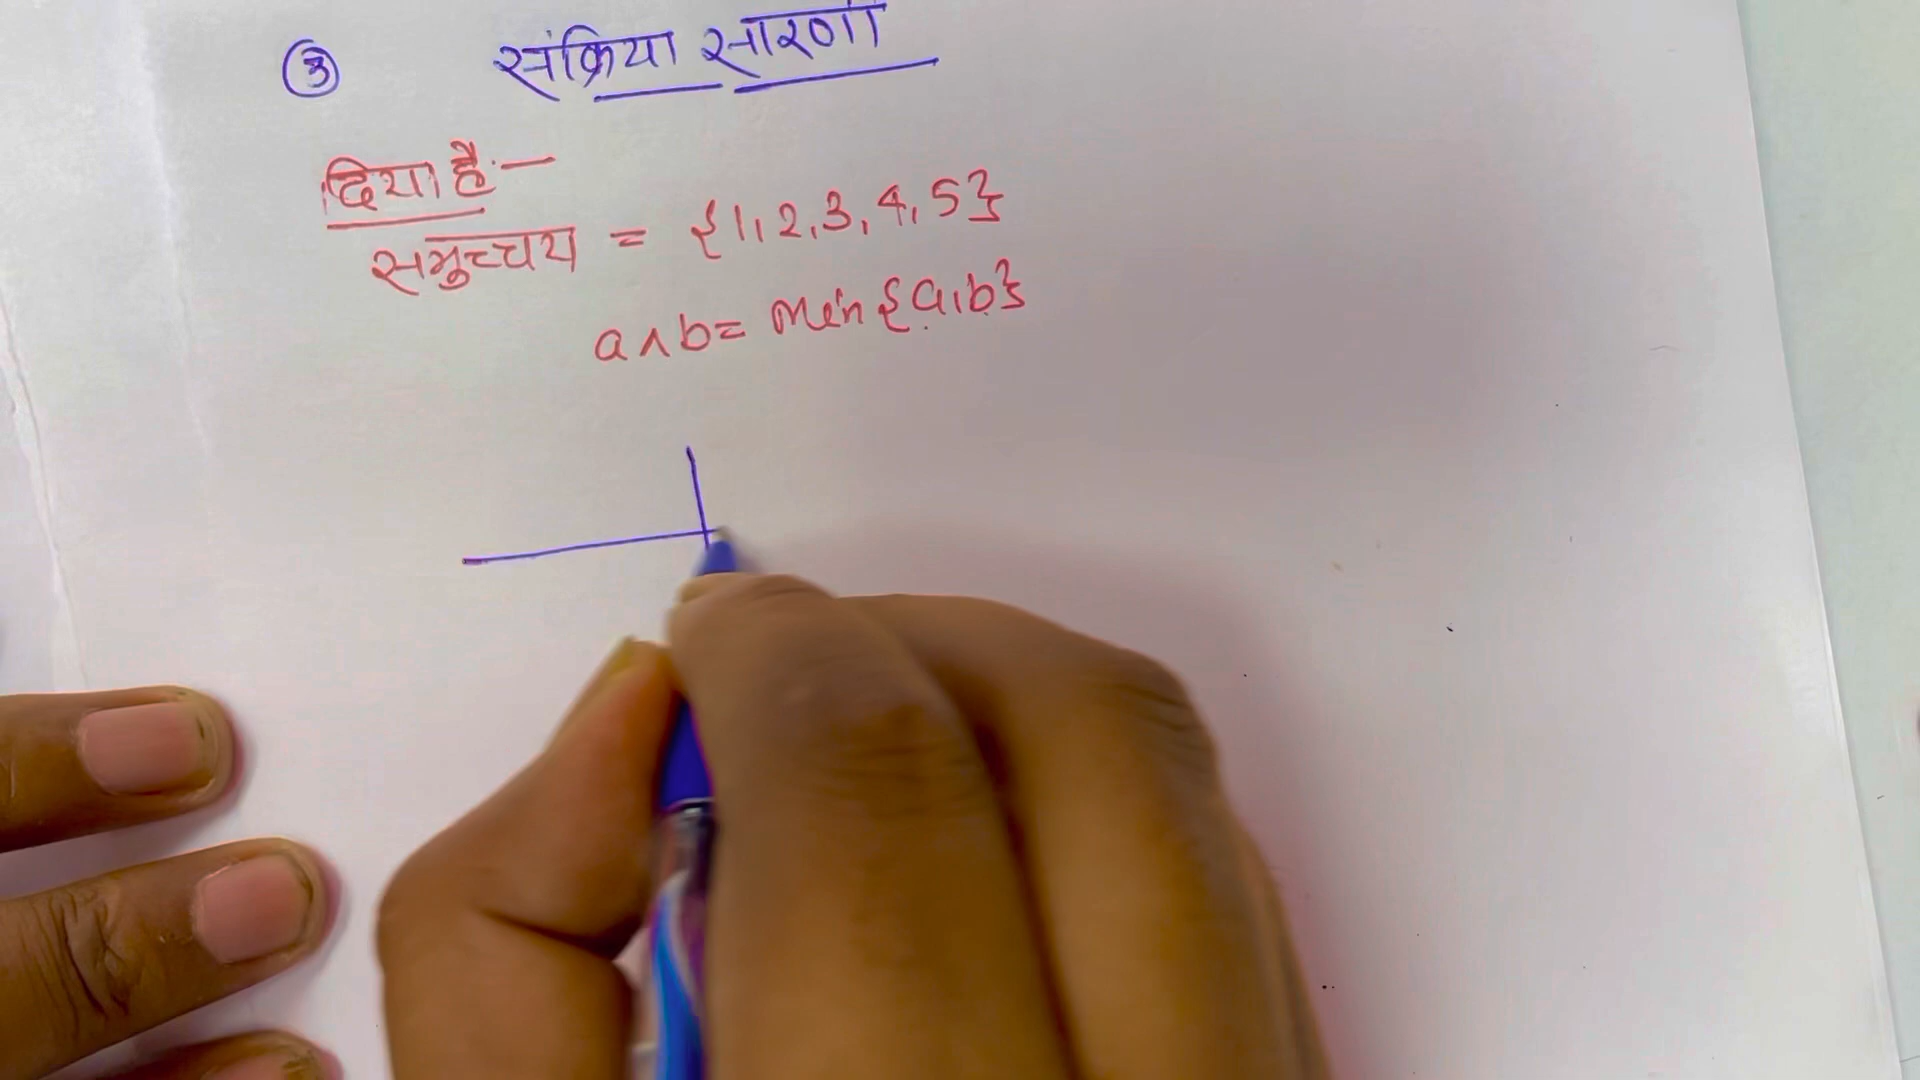 ③ संक्रिया सारणी
दिया है:—
समुच्चय = {1,2,3,4,5}
a∧b= min{a,b}